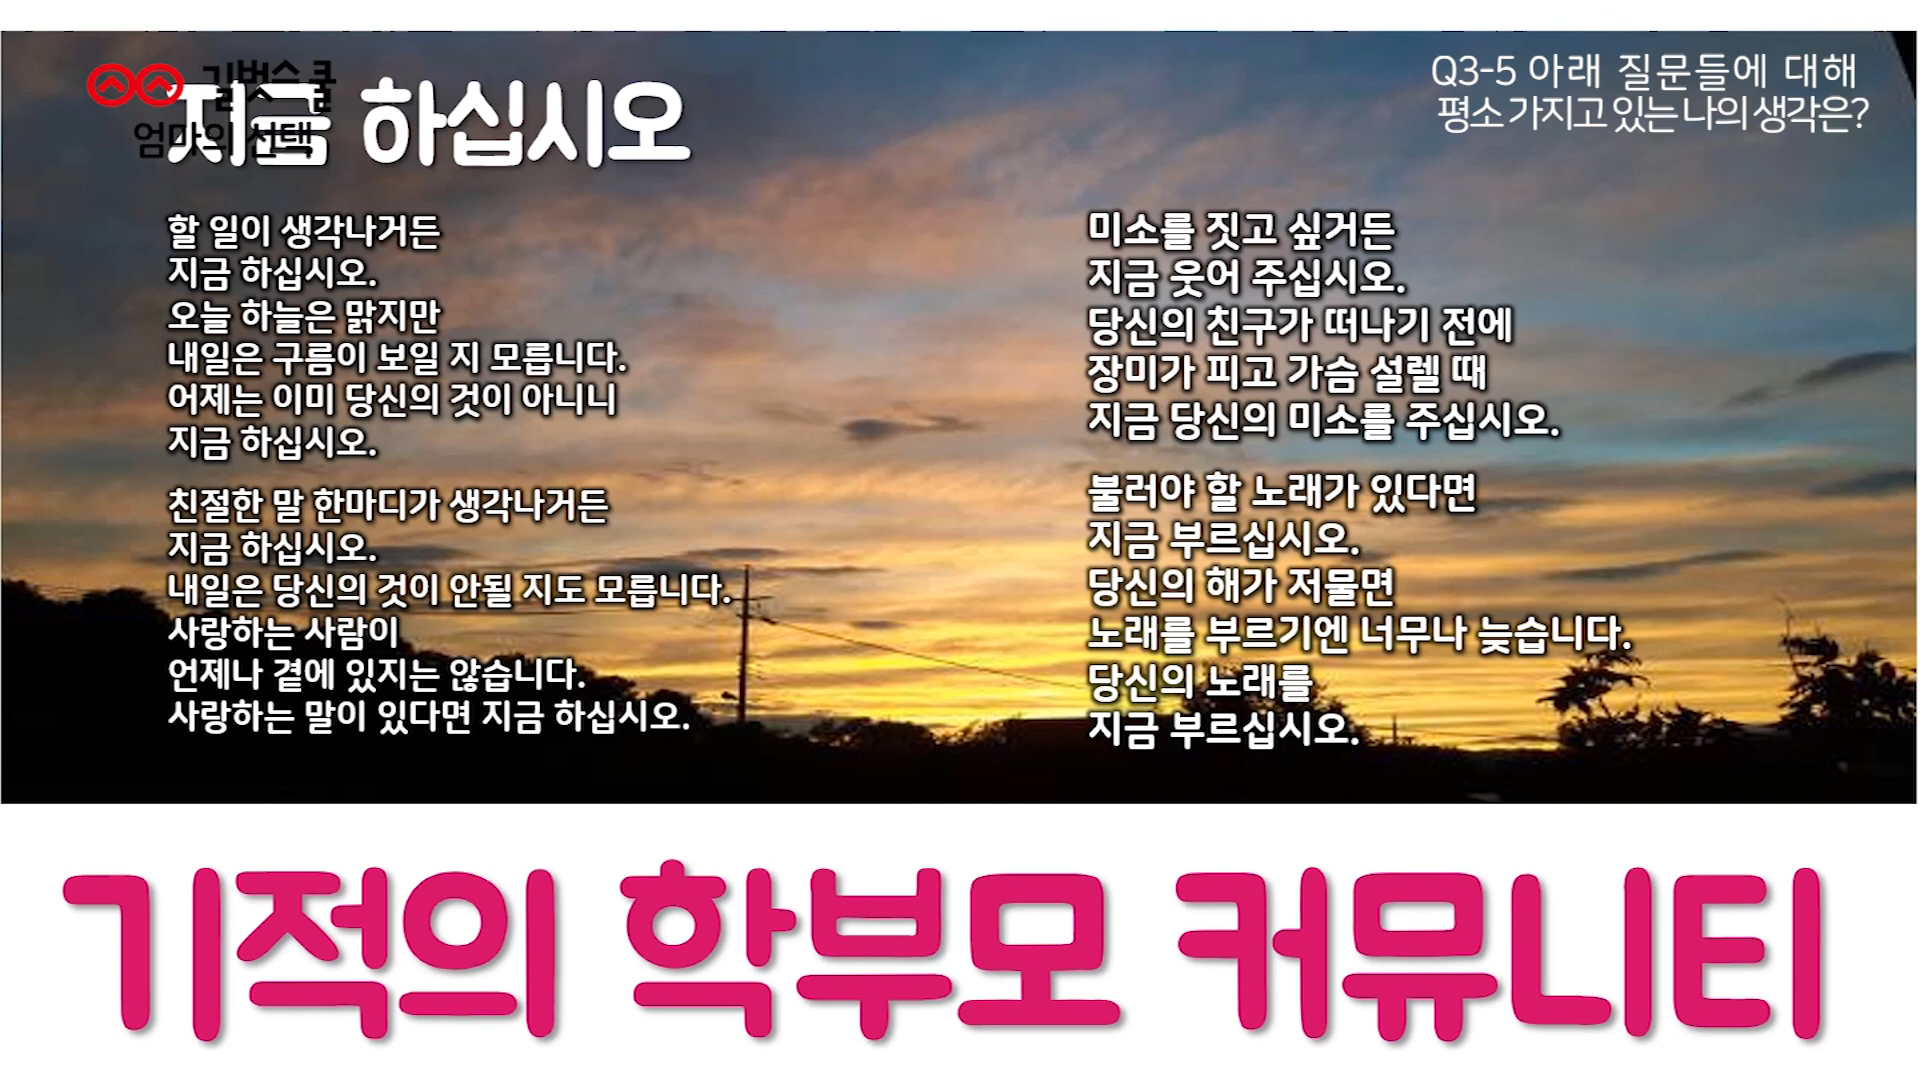 길벗스쿨
엄마의 선택
지금 하십시오
Q3-5 아래 질문들에 대해
평소 가지고 있는 나의 생각은?
할 일이 생각나거든
지금 하십시오.
오늘 하늘은 맑지만
내일은 구름이 보일 지 모릅니다.
어제는 이미 당신의 것이 아니니
지금 하십시오.
친절한 말 한마디가 생각나거든
지금 하십시오.
내일은 당신의 것이 안될 지도 모릅니다.
사랑하는 사람이
언제나 곁에 있지는 않습니다.
사랑하는 말이 있다면 지금 하십시오.
미소를 짓고 싶거든
지금 웃어 주십시오.
당신의 친구가 떠나기 전에
장미가 피고 가슴 설렐 때
지금 당신의 미소를 주십시오.
불러야 할 노래가 있다면
지금 부르십시오.
당신의 해가 저물면
노래를 부르기엔 너무나 늦습니다.
당신의 노래를
지금 부르십시오.
기적의 학부모 커뮤니티